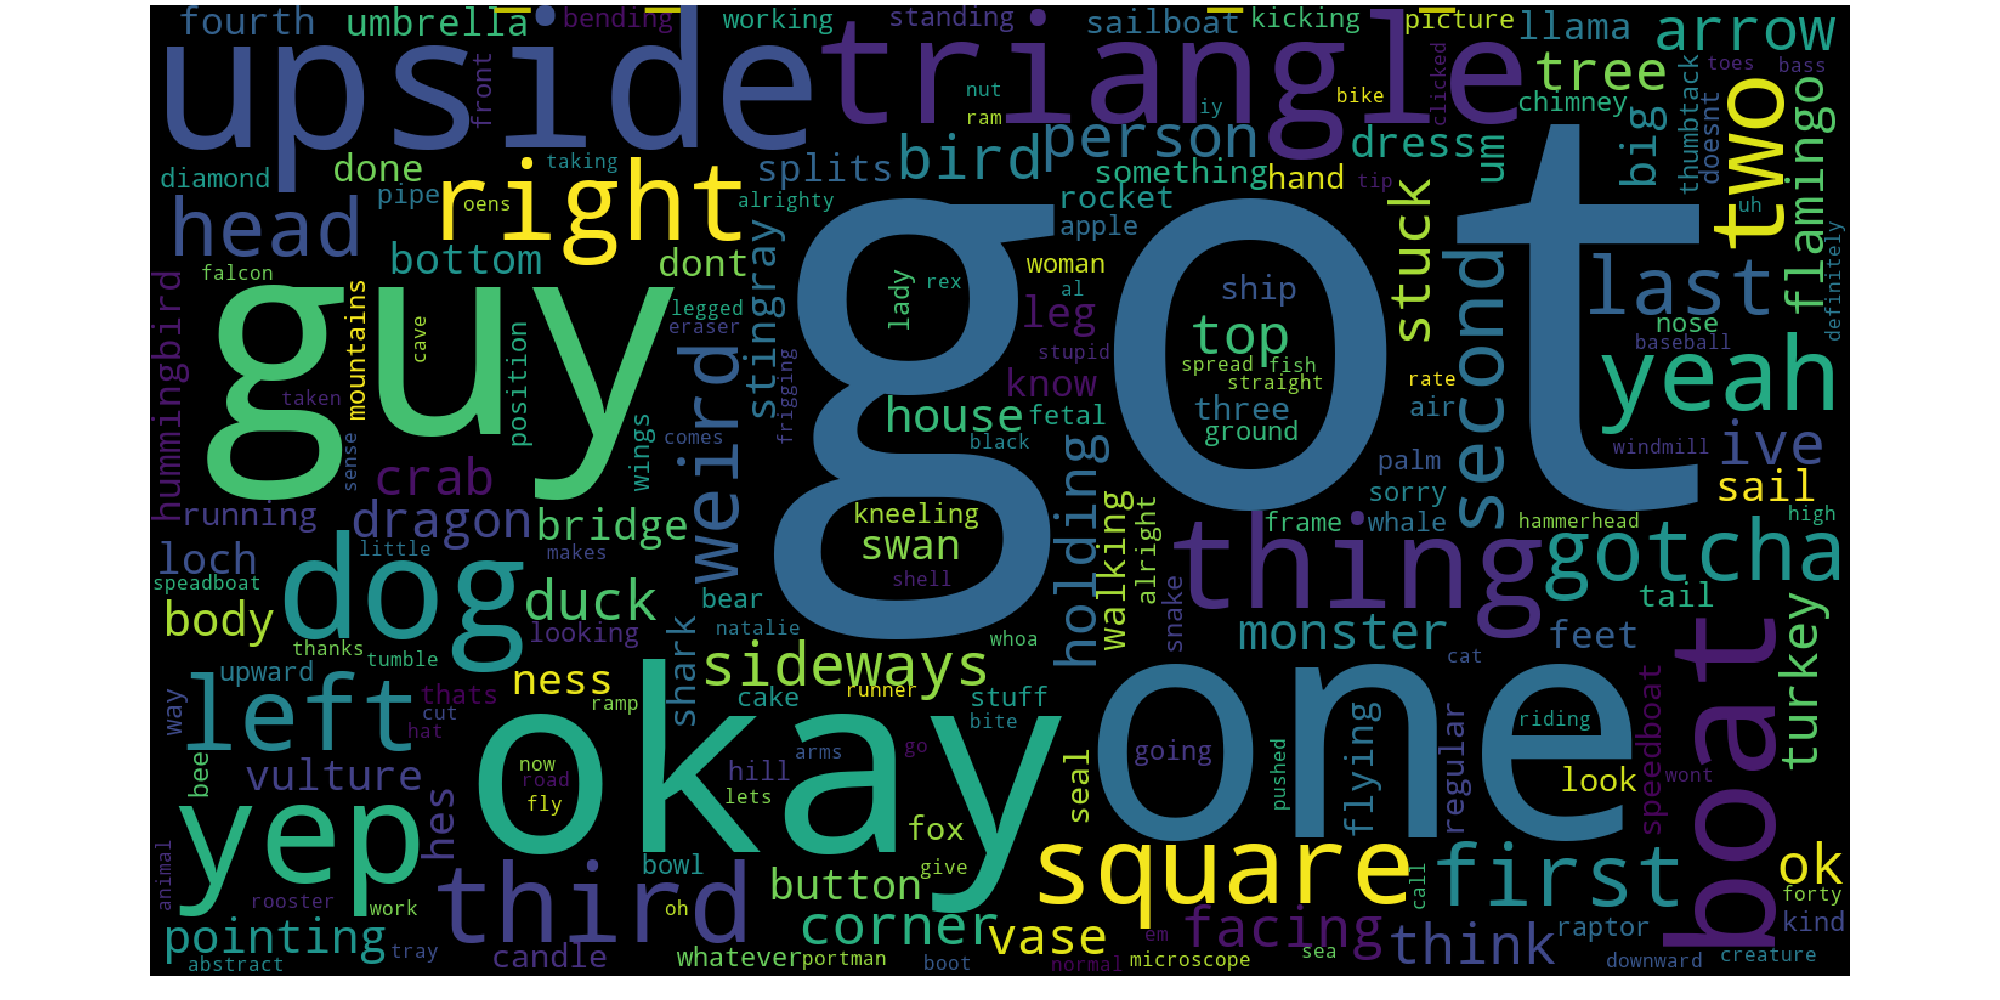 fourth
umbrella
bending
working
standing
sailboat
kicking
picture
llama
arrow
upside
triangle
front
nut
ram
iy
bike
clicked
tree
toes
bass
chimney
thumbtack
doesnt
two
flamingo
diamond
done
taking
right
pipe
oens
splits
alrighty
bird
person
something
hand
tip
dress
um
big
rocket
apple
stuck
uh
head
bottom
dont
stingray
woman
al
ship
second
last
definitely
hummingbird
falcon
guy
mountains
cave
position
legged
eraser
weird
lady
rex
got
leg
stupid
top
spread
fish
straight
nose
baseball
yeah
taken
sense
crab
wings
comes
frigging
know
house
fetal
black
three
ground
rate
air
windmill
ive
palm
sorry
sail
running
dragon
bridge
kneeling
swan
holding
walking
alright
frame
whale
hammerhead
high
loch
little
makes
dog
speadboat
duck
shell
thing
gotcha
body
looking
bear
natalie
shark
whoa
snake
monster
feet
tail
turkey
thanks
tumble
sideways
cat
boat
upward
thats
ness
ramp
cake
runner
stuff
bite
one
way
left
cut
hat
okay
arms
go
going
flying
regular
riding
speedboat
bee
vulture
now
road
fly
hill
lets
seal
pushed
look
wont
yep
hes
fox
animal
rooster
work
third
bowl
oh
button
give
square
call
first
ok
forty
pointing
tray
candle
whatever
corner
portman
vase
em
facing
sea
think
raptor
kind
abstract
boot
normal
microscope
downward
creature